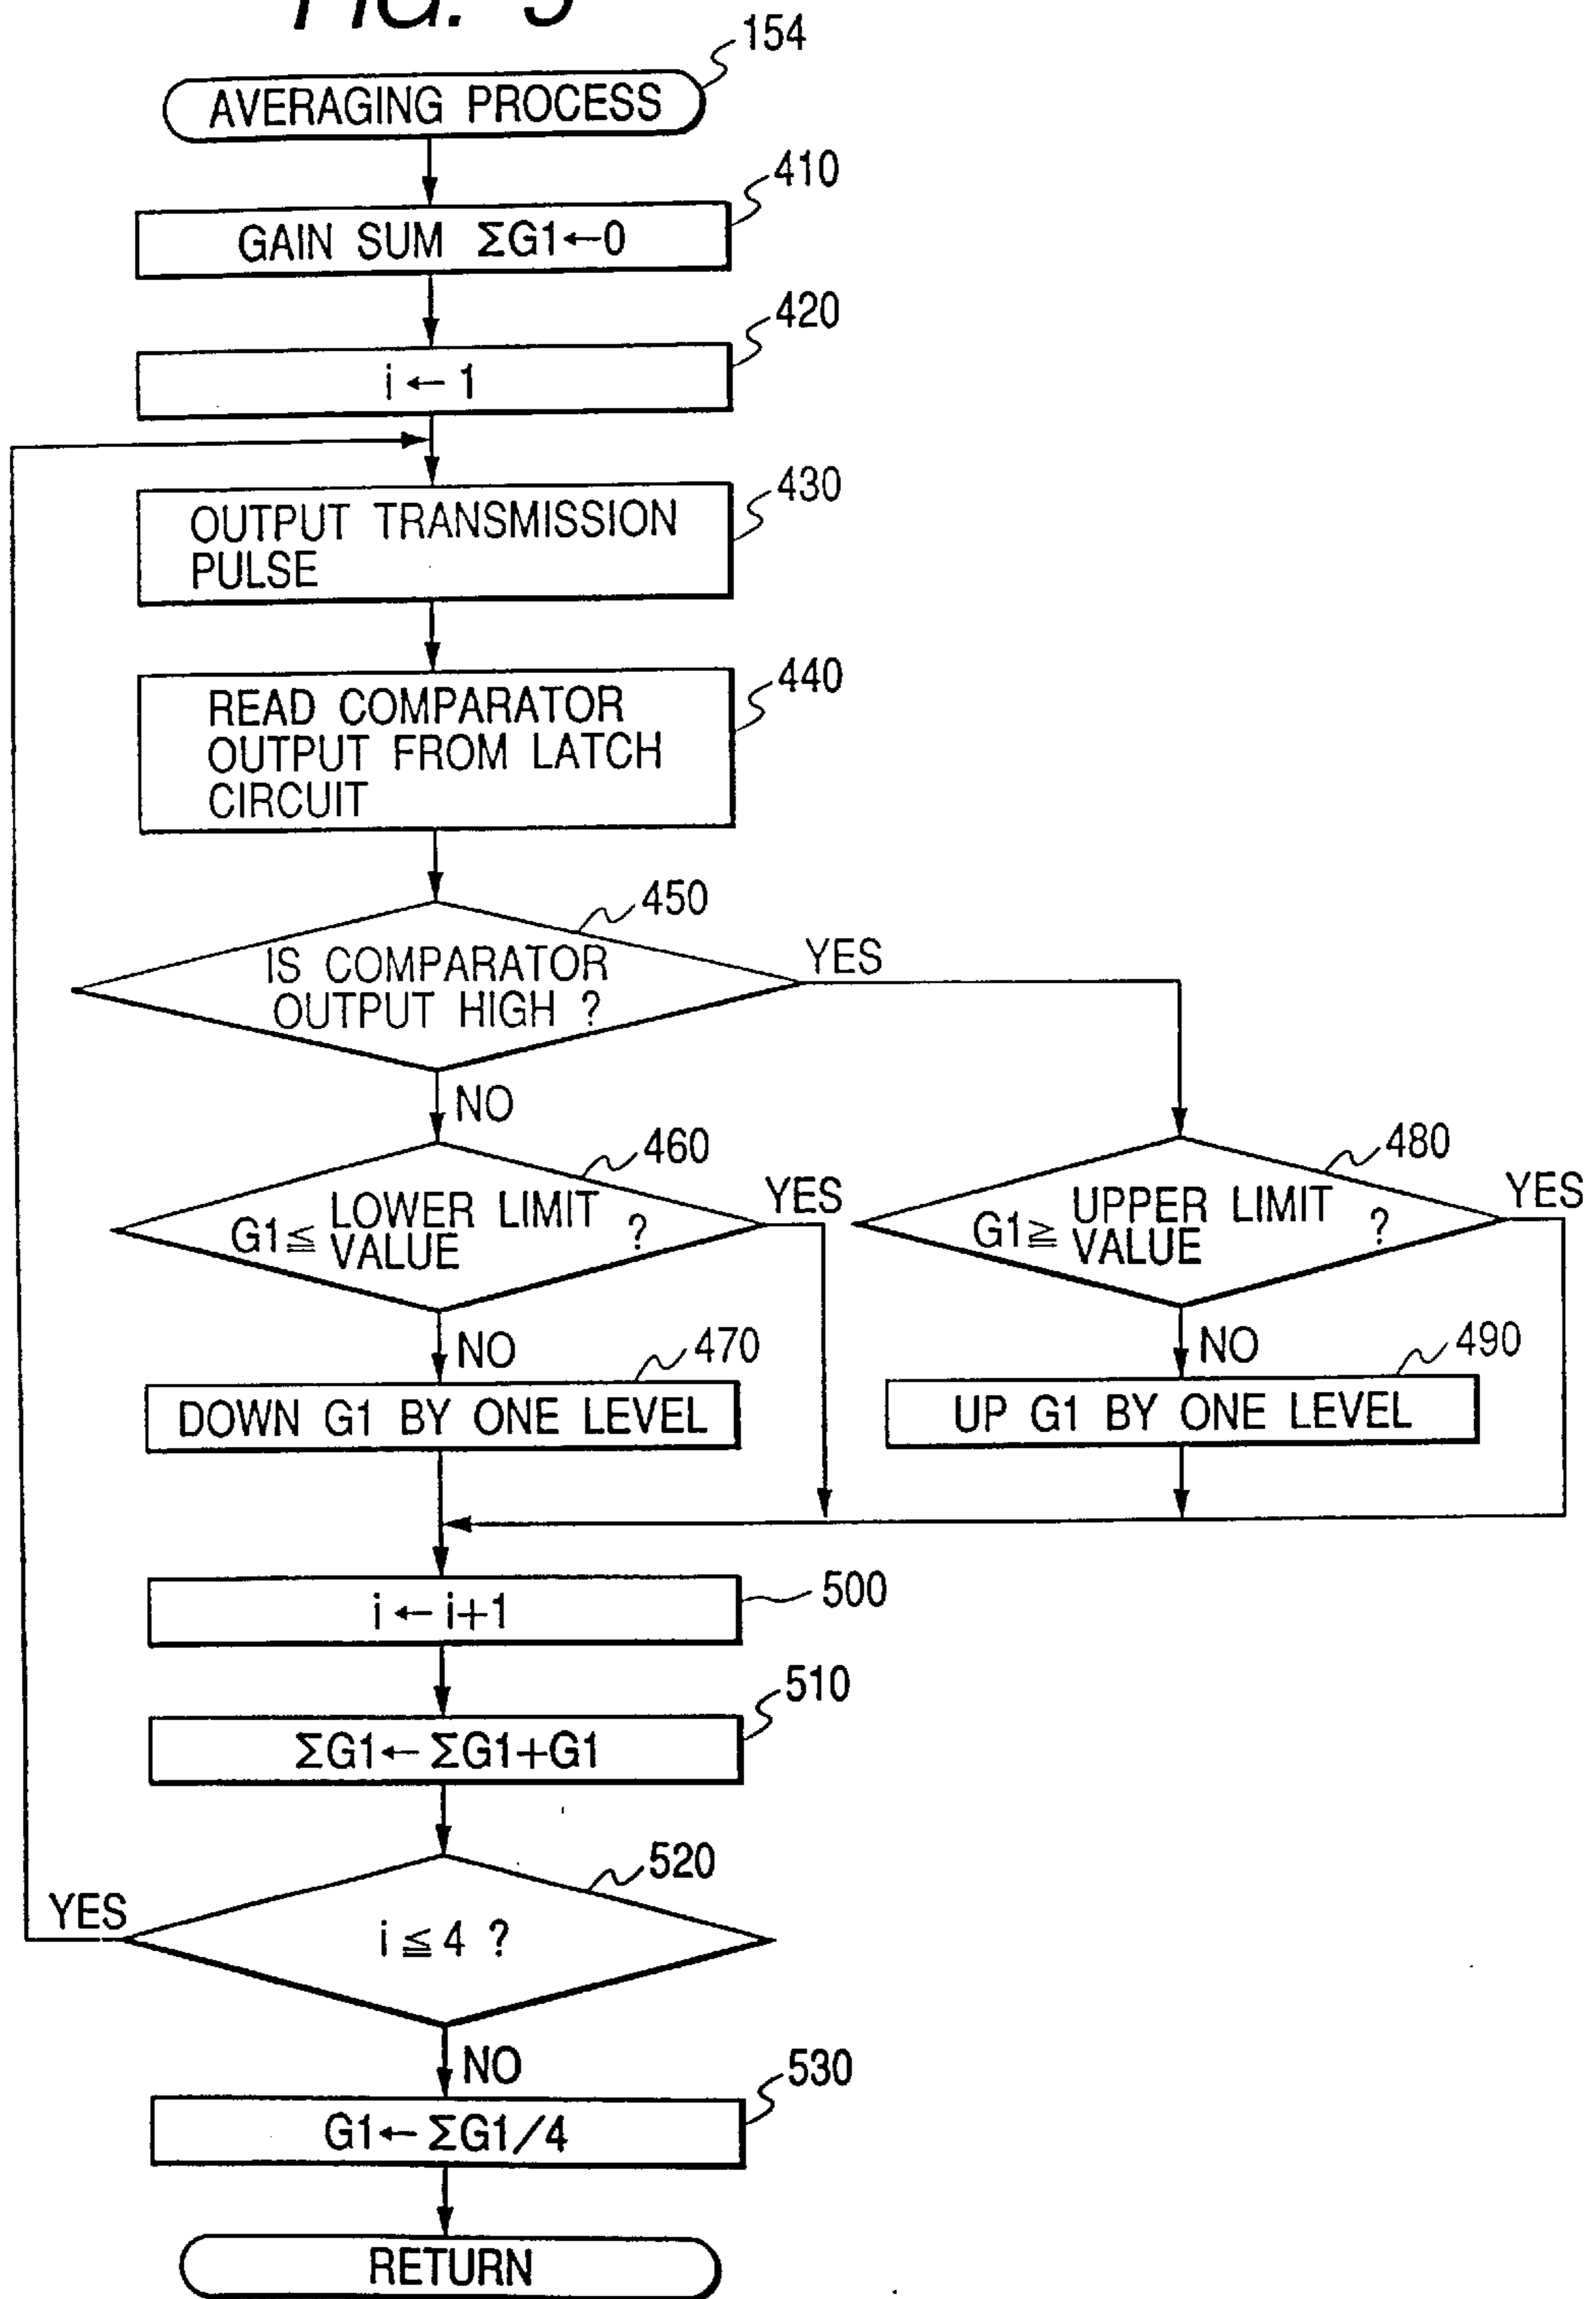 FIG. 9
154
AVERAGING PROCESS
410
GAIN SUM ΣG1←0
420
i ← 1
430
OUTPUT TRANSMISSION
PULSE
440
READ COMPARATOR
OUTPUT FROM LATCH
CIRCUIT
450
IS COMPARATOR
OUTPUT HIGH ?
YES
NO
460
G1≦ LOWER LIMIT
VALUE ?
YES
480
G1≧ UPPER LIMIT
VALUE ?
YES
NO
470
DOWN G1 BY ONE LEVEL
NO
490
UP G1 BY ONE LEVEL
500
i ← i+1
510
ΣG1← ΣG1+G1
520
i ≦ 4 ?
YES
NO
530
G1← ΣG1/4
RETURN